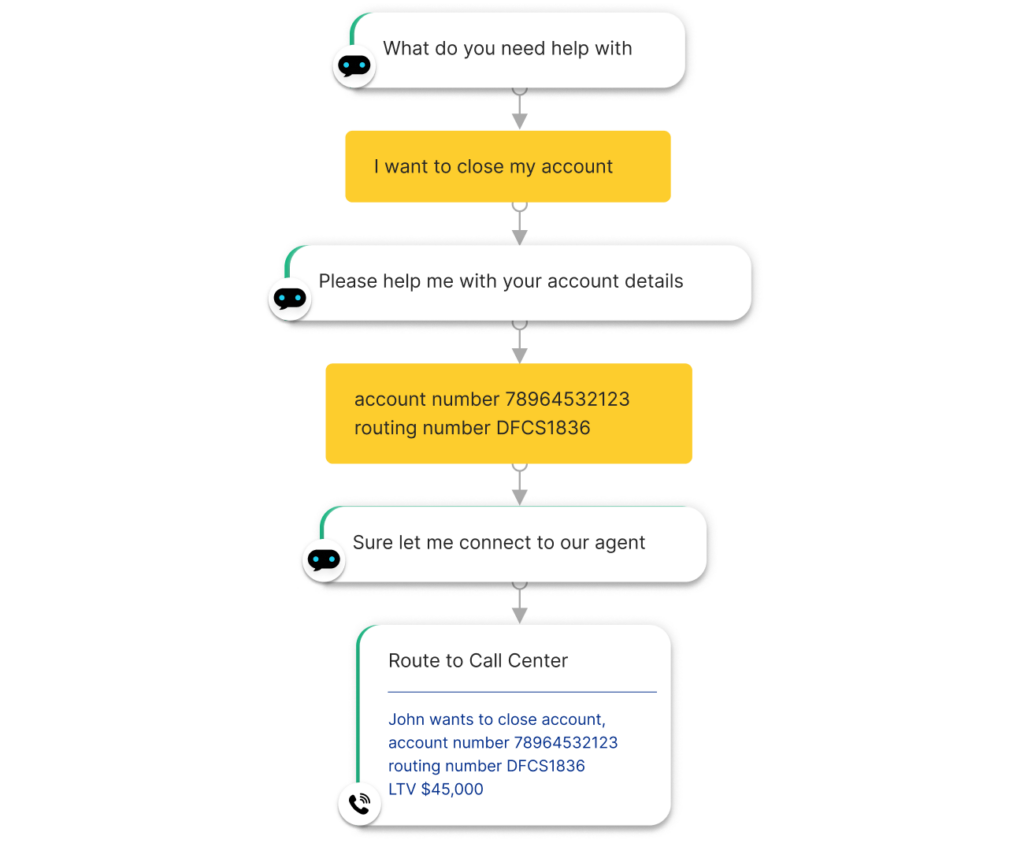 What do you need help with
I want to close my account
Please help me with your account details
account number 78964532123
routing number DFCS1836
Sure let me connect to our agent
Route to Call Center
John wants to close account,
account number 78964532123
routing number DFCS1836
LTV $45,000